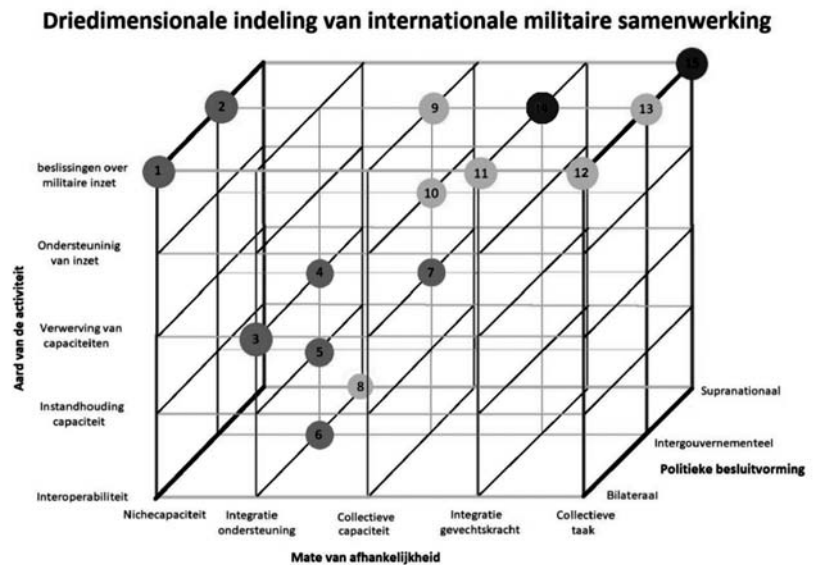 Driedimensionale indeling van internationale militaire samenwerking
15
2
9
14
13
beslissingen over
militaire inzet
1
11
12
10
Ondersteuninig
van inzet
4
7
Aard van de activiteit
Verwerving van
capaciteiten
3
5
8
Supranationaal
Instandhouding
capaciteit
6
Intergouvernementeel
Politieke besluitvorming
Interoperabiliteit
Bilateraal
Nichecapaciteit
Integratie
ondersteuning
Collectieve
capaciteit
Integratie
gevechtskracht
Collectieve
taak
Mate van afhankelijkheid